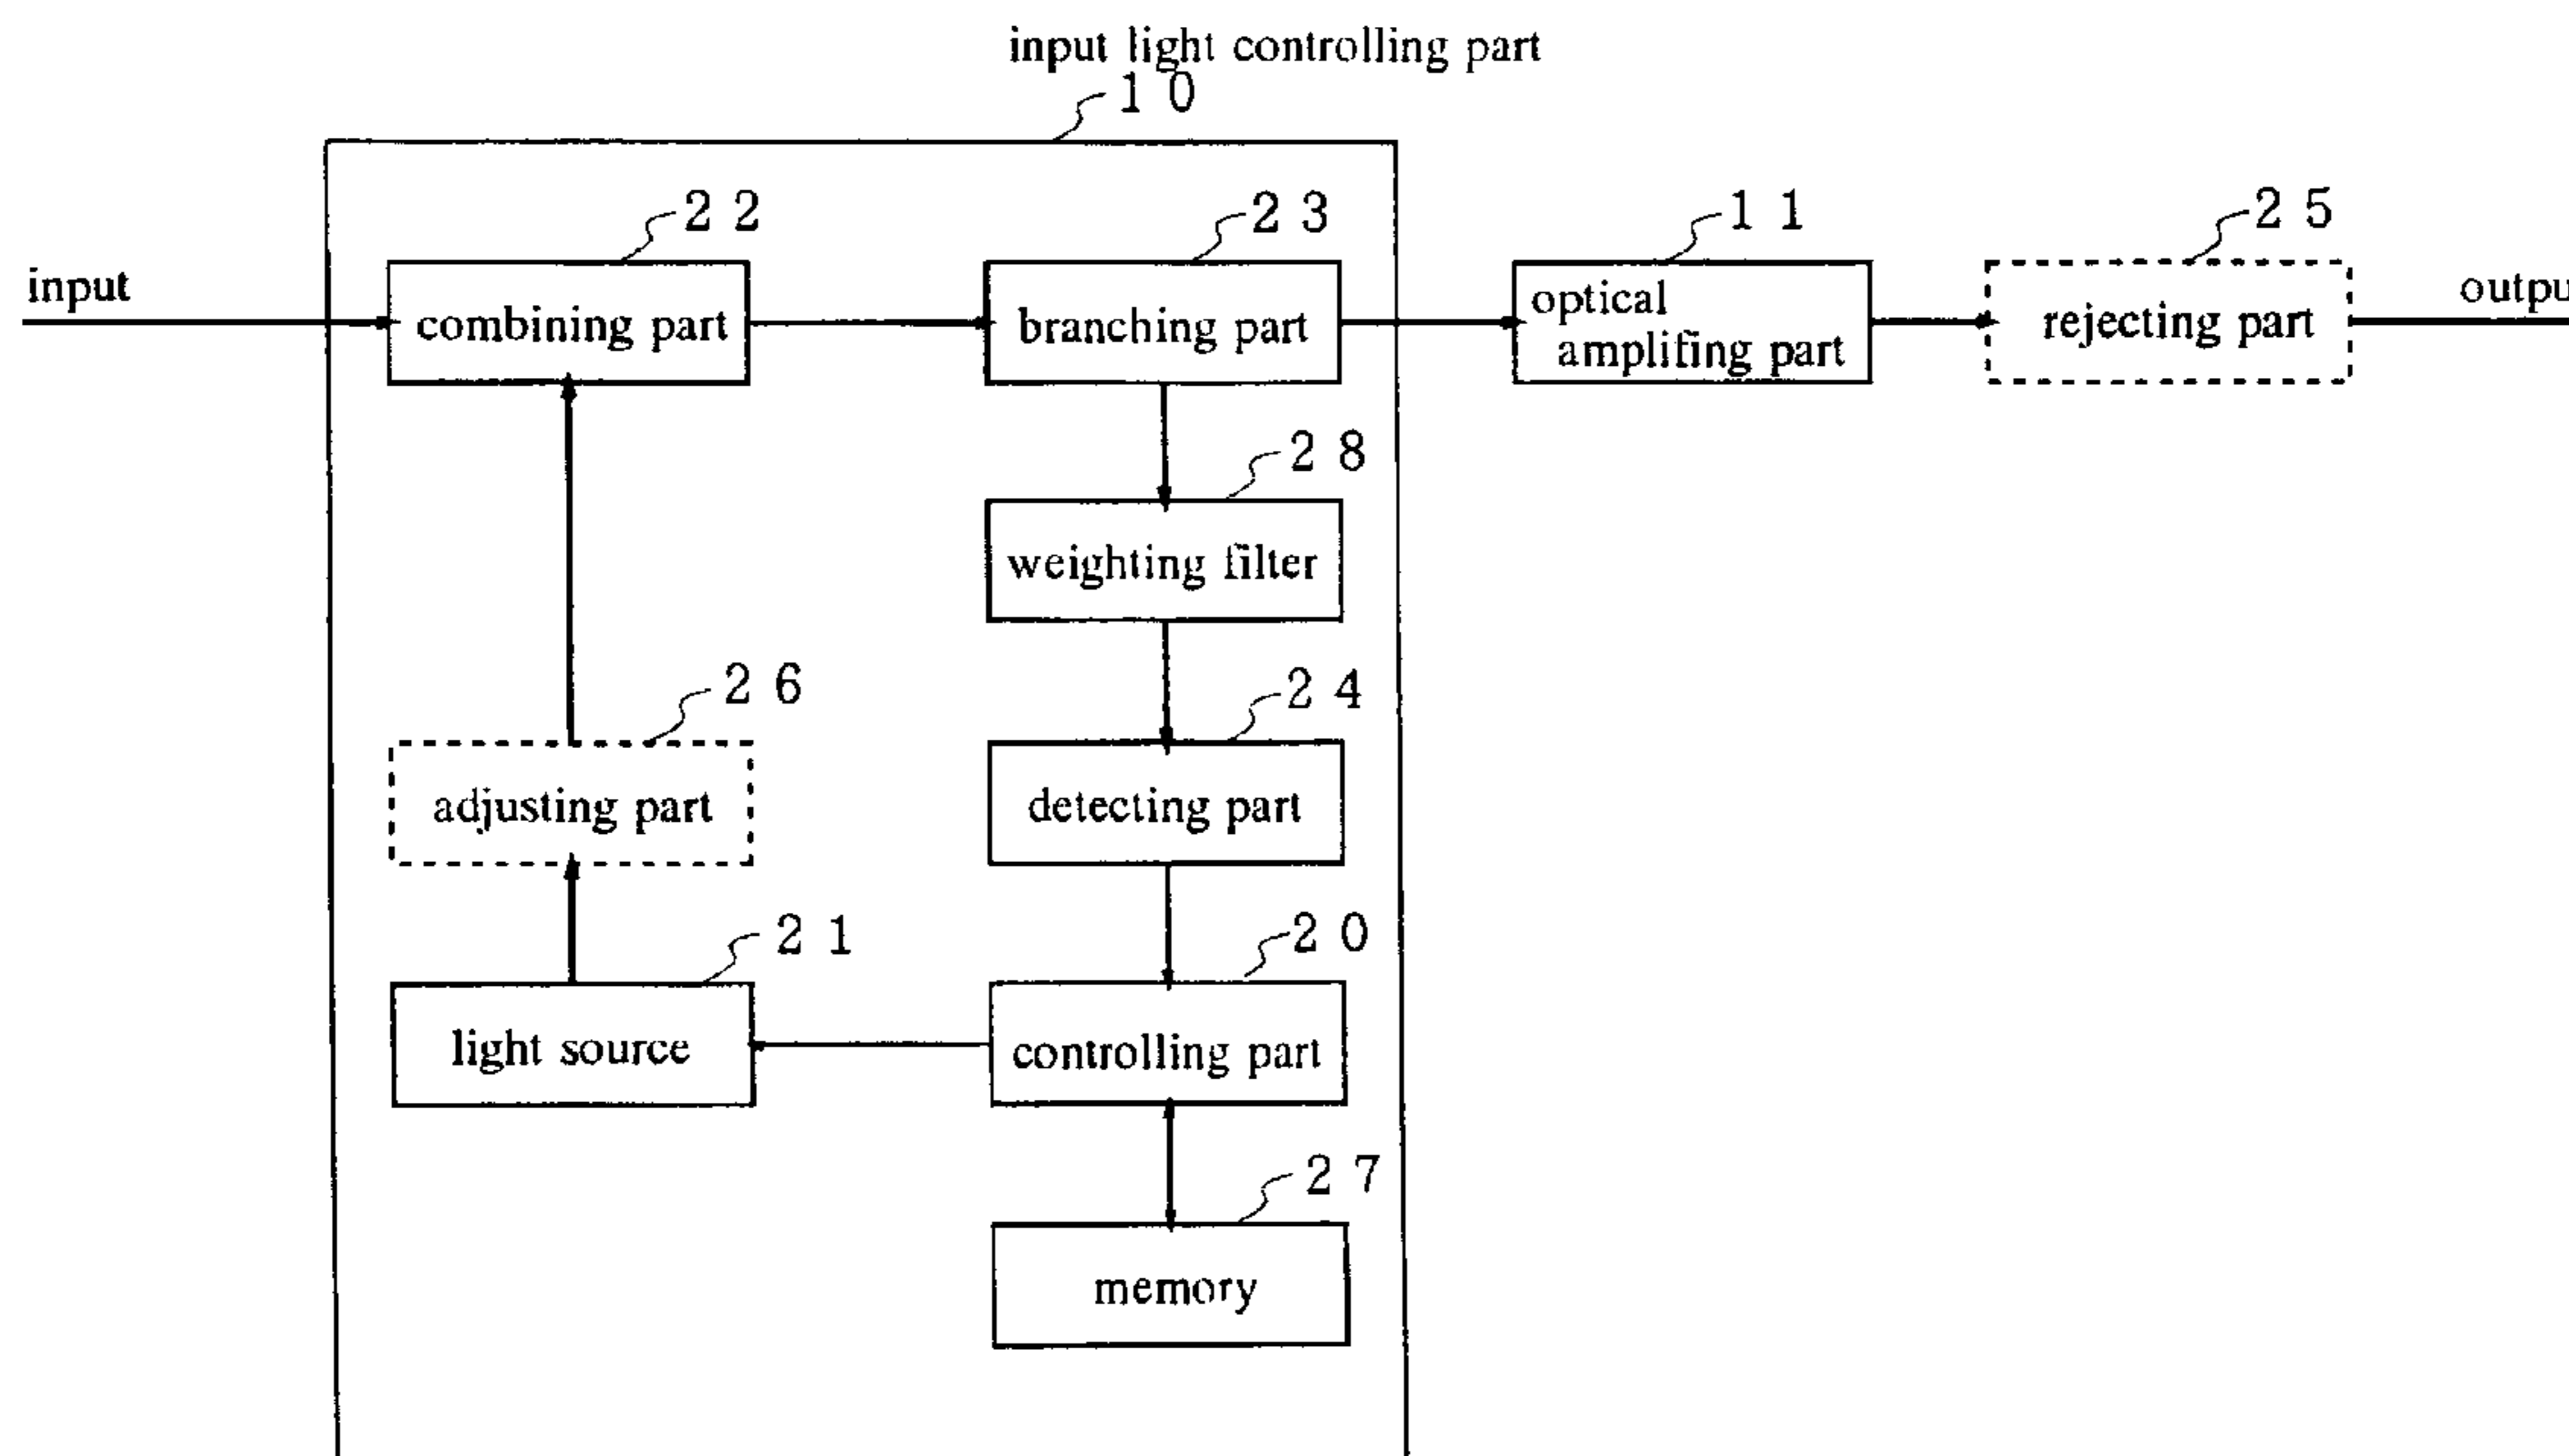 input light controlling part
1 0
2 2
2 3
1 1
2 5
input
combining part
branching part
optical
amplifing part
rejecting part
outpu
2 8
weighting filter
2 6
2 4
adjusting part
detecting part
2 1
2 0
light source
controlling part
2 7
memory